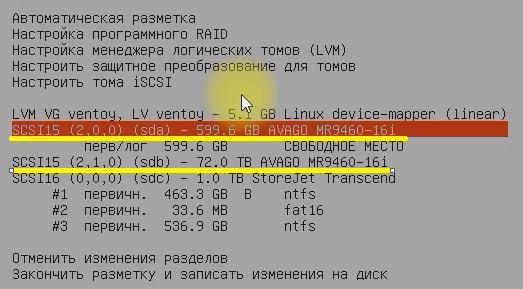 Автоматическая разметка
Настройка программного RAID
Настройка менеджера логических томов (LVM)
Настроить защитное преобразование для томов
Настроить тома iSCSI
LVM VG ventoy, LV ventoy - 5.1 GB Linux device-mapper (linear)
SCSI15 (2,0,0) (sda) - 599.6 GB AVAGO MR9460-16i
перв/лог 599.6 GB СВОБОДНОЕ МЕСТО
SCSI15 (2,1,0) (sdb) - 72.0 TB AVAGO MR9460-16i
SCSI16 (0,0,0) (sdc) - 1.0 TB StoreJet Transcend
#1 первичн. 463.3 GB B ntfs
#2 первичн. 33.6 MB fat16
#3 первичн. 536.9 GB ntfs
Отменить изменения разделов
Закончить разметку и записать изменения на диск